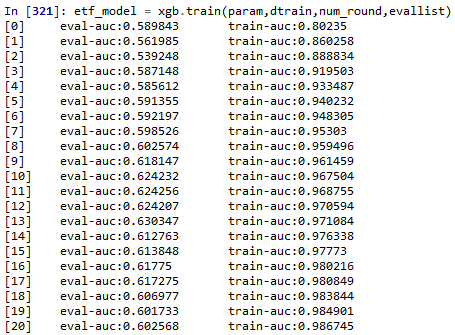 In [321]: etf_model = xgb.train(param,dtrain,num_round,evallist)
[0] eval-auc:0.589843 train-auc:0.80235
[1] eval-auc:0.561985 train-auc:0.860258
[2] eval-auc:0.539248 train-auc:0.888834
[3] eval-auc:0.587148 train-auc:0.919503
[4] eval-auc:0.585612 train-auc:0.933487
[5] eval-auc:0.591355 train-auc:0.940232
[6] eval-auc:0.592197 train-auc:0.948305
[7] eval-auc:0.598526 train-auc:0.95303
[8] eval-auc:0.602574 train-auc:0.959496
[9] eval-auc:0.618147 train-auc:0.961459
[10] eval-auc:0.624232 train-auc:0.967504
[11] eval-auc:0.624256 train-auc:0.968755
[12] eval-auc:0.624207 train-auc:0.970594
[13] eval-auc:0.630347 train-auc:0.971084
[14] eval-auc:0.612763 train-auc:0.976338
[15] eval-auc:0.613848 train-auc:0.97773
[16] eval-auc:0.61775 train-auc:0.980216
[17] eval-auc:0.617275 train-auc:0.980849
[18] eval-auc:0.606977 train-auc:0.983844
[19] eval-auc:0.601733 train-auc:0.984901
[20] eval-auc:0.602568 train-auc:0.986745